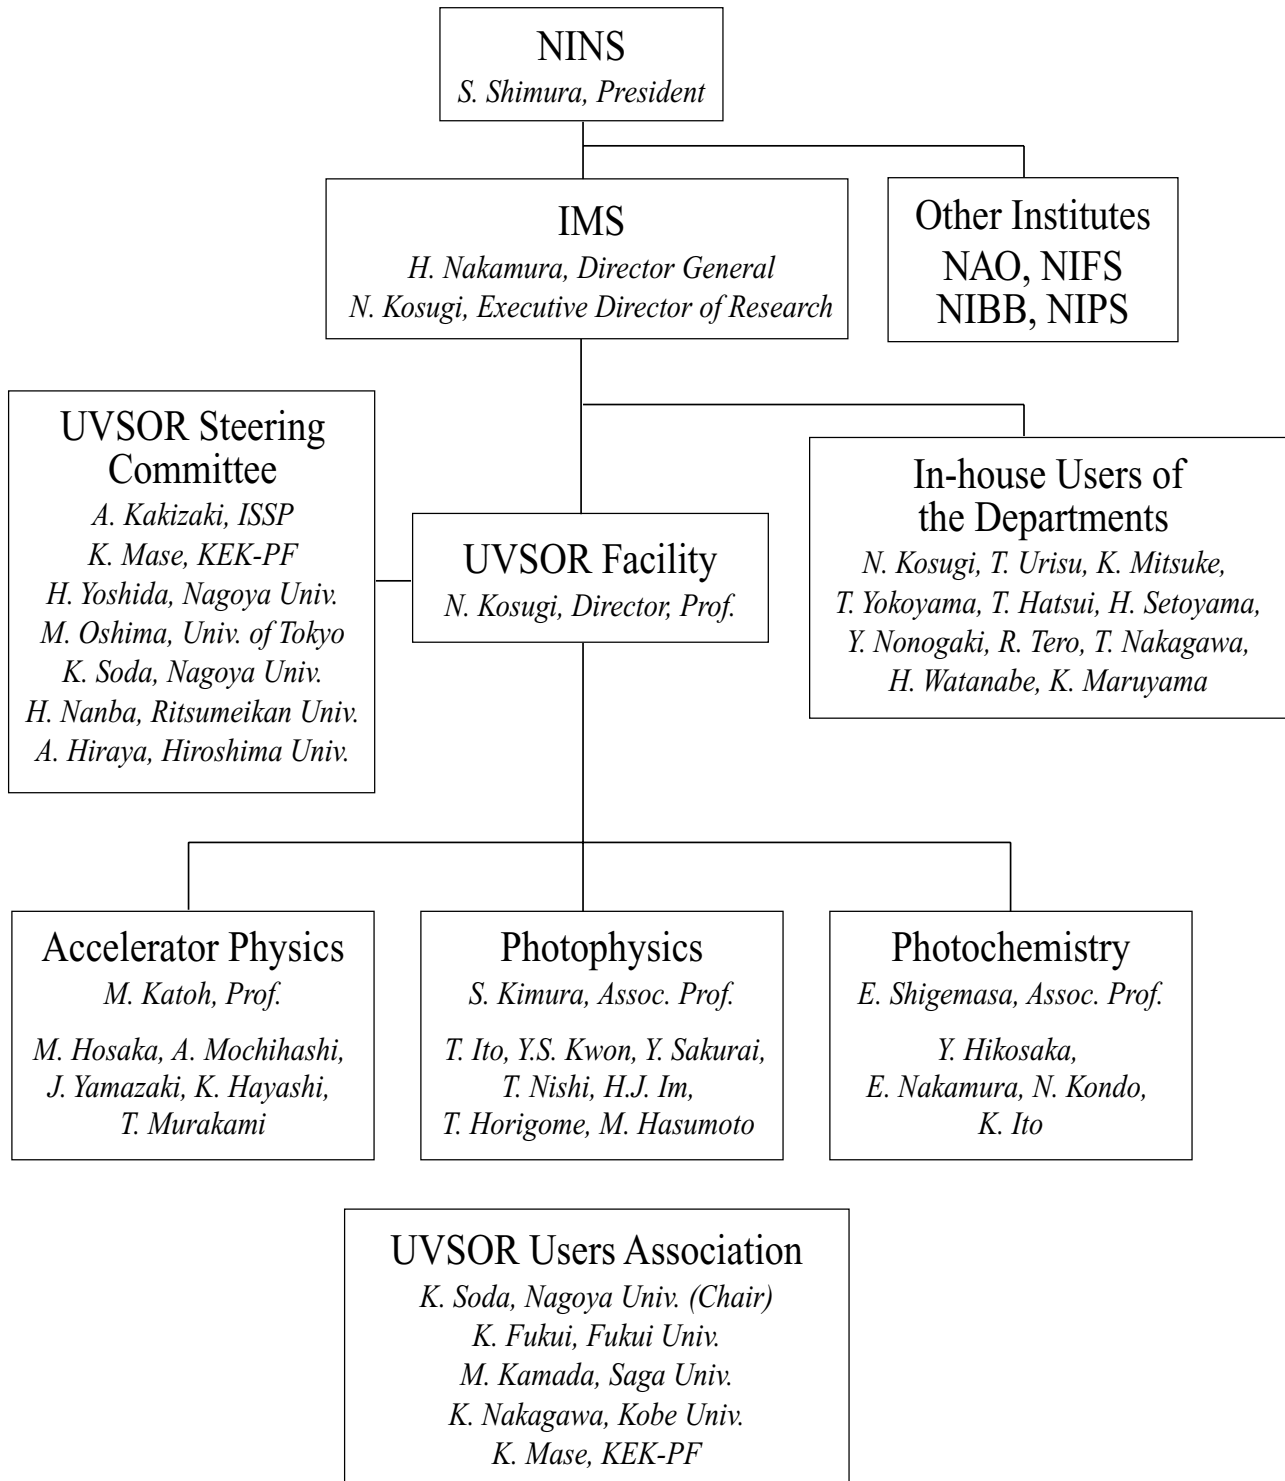 NINS
S. Shimura, President
IMS
H. Nakamura, Director General
N. Kosugi, Executive Director of Research
Other Institutes
NAO, NIFS
NIBB, NIPS
UVSOR Steering
Committee
A. Kakizaki, ISSP
K. Mase, KEK-PF
H. Yoshida, Nagoya Univ.
M. Oshima, Univ. of Tokyo
K. Soda, Nagoya Univ.
H. Nanba, Ritsumeikan Univ.
A. Hiraya, Hiroshima Univ.
UVSOR Facility
N. Kosugi, Director, Prof.
In-house Users of
the Departments
N. Kosugi, T. Urisu, K. Mitsuke,
T. Yokoyama, T. Hatsui, H. Setoyama,
Y. Nonogaki, R. Tero, T. Nakagawa,
H. Watanabe, K. Maruyama
Accelerator Physics
M. Katoh, Prof.
M. Hosaka, A. Mochihashi,
J. Yamazaki, K. Hayashi,
T. Murakami
Photophysics
S. Kimura, Assoc. Prof.
T. Ito, Y.S. Kwon, Y. Sakurai,
T. Nishi, H.J. Im,
T. Horigome, M. Hasumoto
Photochemistry
E. Shigemasa, Assoc. Prof.
Y. Hikosaka,
E. Nakamura, N. Kondo,
K. Ito
UVSOR Users Association
K. Soda, Nagoya Univ. (Chair)
K. Fukui, Fukui Univ.
M. Kamada, Saga Univ.
K. Nakagawa, Kobe Univ.
K. Mase, KEK-PF